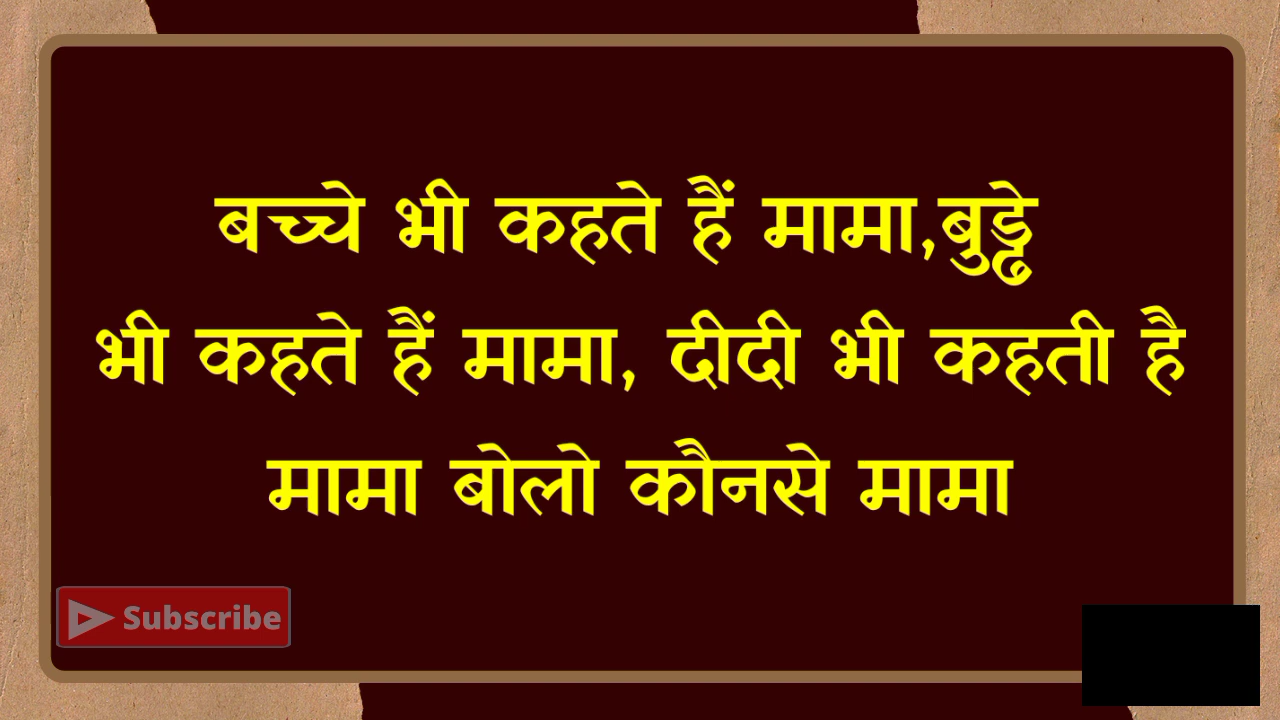 बच्चे भी कहते हैं मामा,बुड्ढे
भी कहते हैं मामा, दीदी भी कहती है
मामा बोलो कौनसे मामा
Subscribe